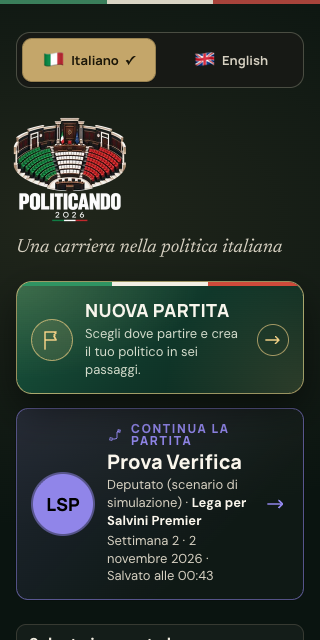 Italiano ✓
English
POLITICANDO
2026
Una carriera nella politica italiana
NUOVA PARTITA
Scegli dove partire e crea
il tuo politico in sei
passaggi.
CONTINUA LA
PARTITA
LSP
Prova Verifica
Deputato (scenario di
simulazione) · Lega per
Salvini Premier
Settimana 2 · 2
novembre 2026 ·
Salvato alle 00:43